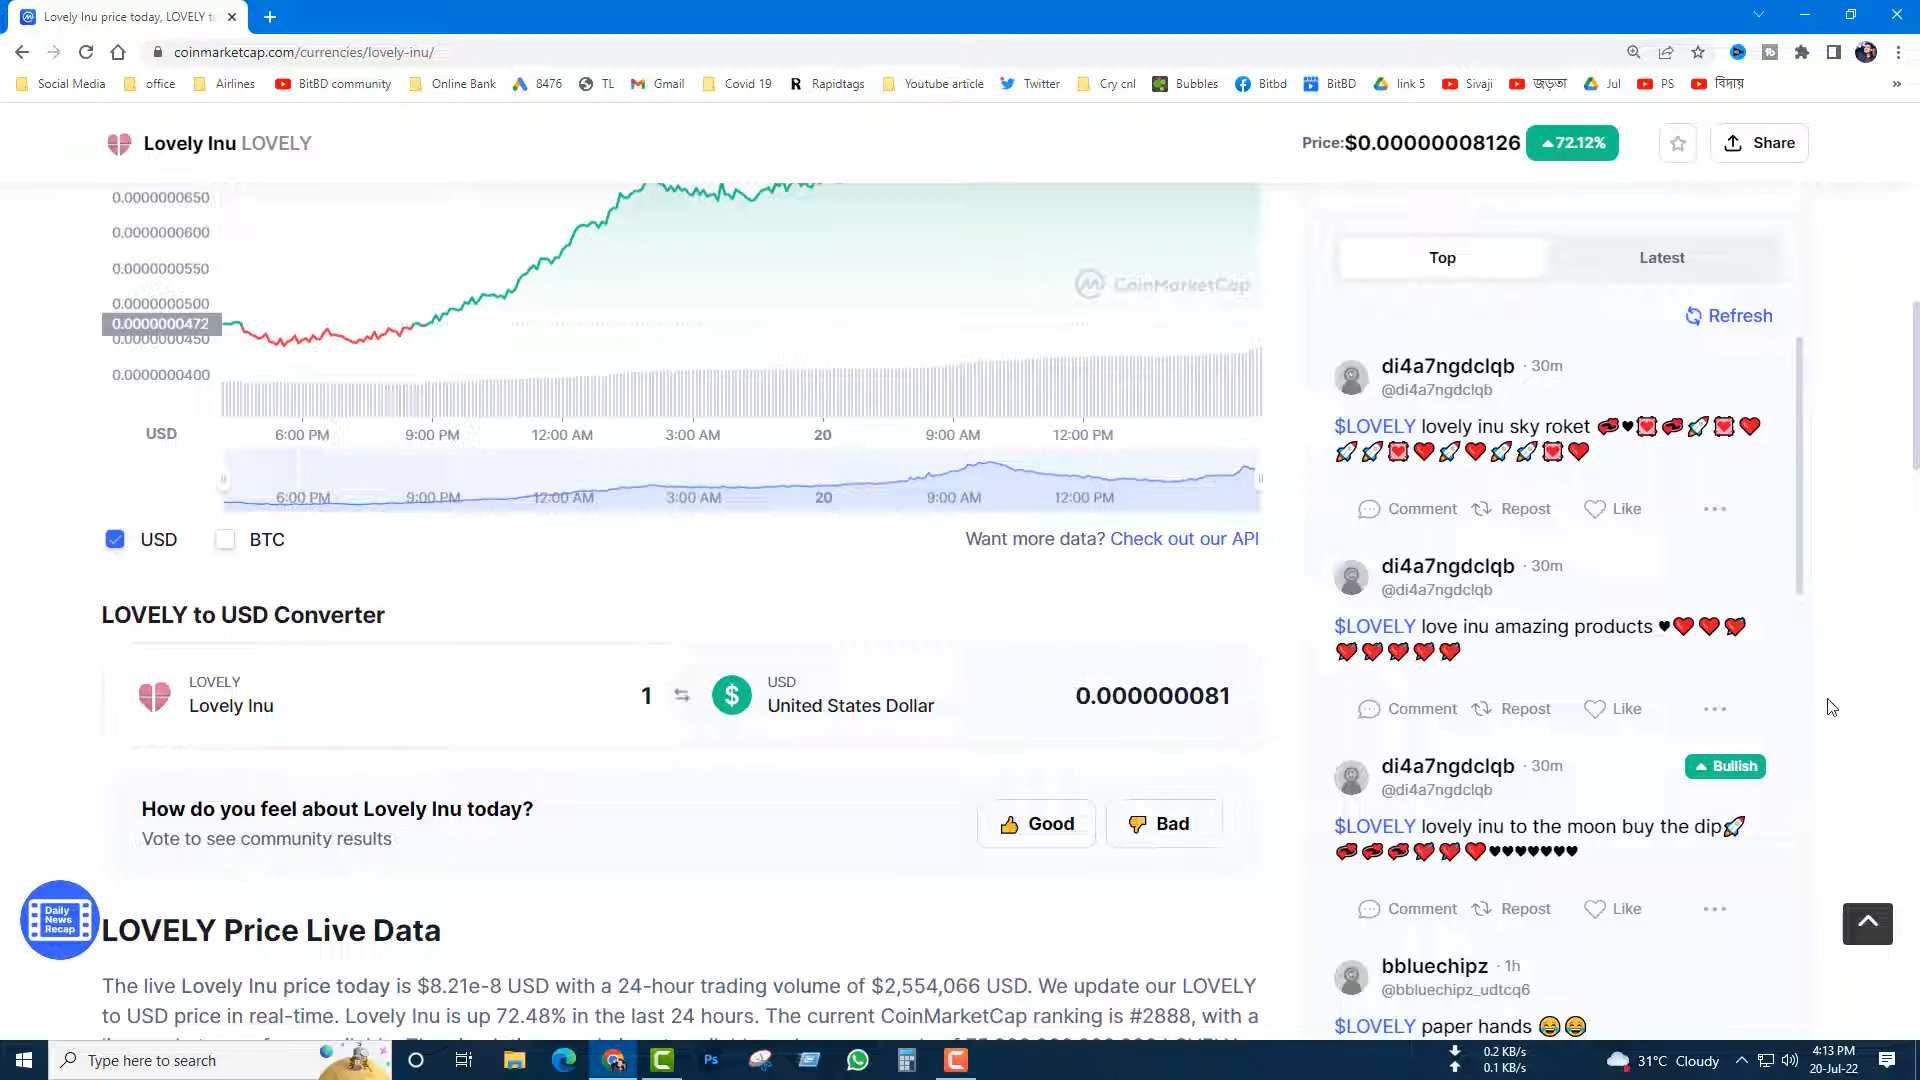 Lovely Inu price today, LOVELY t
coinmarketcap.com/currencies/lovely-inu/
Social Media office Airlines BitBD community Online Bank 8476 TL Gmail Covid 19 Rapidtags Youtube article Twitter Cry cnl Bubbles Bitbd BitBD link 5 Sivaji জড়তা Jul PS বিদায় »
Lovely Inu LOVELY
Price:$0.00000008126 72.12% Share
0.0000000650
0.0000000600
0.0000000550
0.0000000500
0.0000000472
0.0000000450
0.0000000400
CoinMarketCap
USD 6:00 PM 9:00 PM 12:00 AM 3:00 AM 20 9:00 AM 12:00 PM
6:00 PM 9:00 PM 12:00 AM 3:00 AM 20 9:00 AM 12:00 PM
USD BTC Want more data? Check out our API
LOVELY to USD Converter
LOVELY
Lovely Inu
1
USD
United States Dollar
0.000000081
How do you feel about Lovely Inu today?
Vote to see community results
Good Bad
Daily
News
Recap
LOVELY Price Live Data
The live Lovely Inu price today is $8.21e-8 USD with a 24-hour trading volume of $2,554,066 USD. We update our LOVELY
to USD price in real-time. Lovely Inu is up 72.48% in the last 24 hours. The current CoinMarketCap ranking is #2888, with a
Top Latest
Refresh
di4a7ngdclqb · 30m
@di4a7ngdclqb
$LOVELY lovely inu sky roket 💞♥💟💞🚀💟❤
🚀🚀💟❤🚀❤🚀🚀💟❤
Comment Repost Like
di4a7ngdclqb · 30m
@di4a7ngdclqb
$LOVELY love inu amazing products ♥❤❤💘
💘💘💘💘💘
Comment Repost Like
di4a7ngdclqb · 30m
Bullish
@di4a7ngdclqb
$LOVELY lovely inu to the moon buy the dip🚀
💞💞💞💘💘❤♥♥♥♥♥♥♥
Comment Repost Like
bbluechipz · 1h
@bbluechipz_udtcq6
$LOVELY paper hands 😂😂
Type here to search
Ps
0.2 KB/s
0.1 KB/s
31°C Cloudy
4:13 PM
20-Jul-22